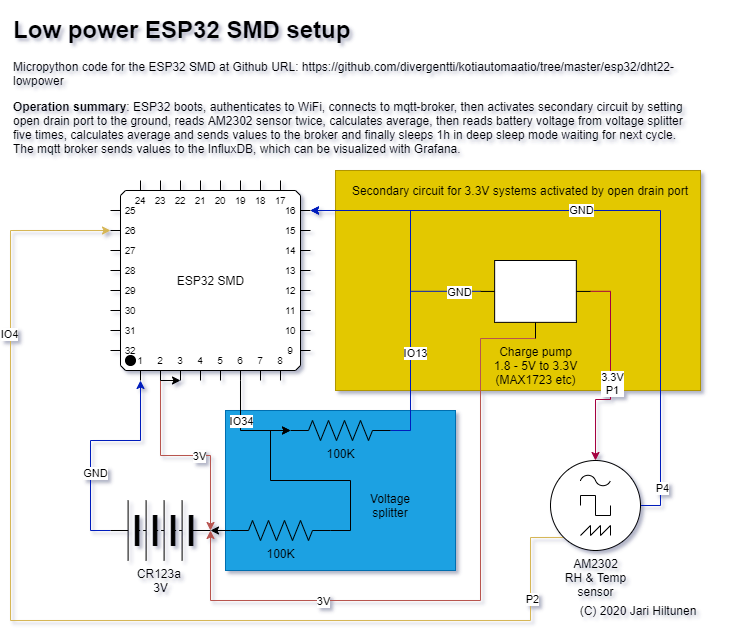 Low power ESP32 SMD setup
Micropython code for the ESP32 SMD at Github URL: https://github.com/divergentti/kotiautomaatio/tree/master/esp32/dht22-
lowpower
Operation summary: ESP32 boots, authenticates to WiFi, connects to mqtt-broker, then activates secondary circuit by setting
open drain port to the ground, reads AM2302 sensor twice, calculates average, then reads battery voltage from voltage splitter
five times, calculates average and sends values to the broker and finally sleeps 1h in deep sleep mode waiting for next cycle.
The mqtt broker sends values to the InfluxDB, which can be visualized with Grafana.
Secondary circuit for 3.3V systems activated by open drain port
24 23 22 21 20 19 18 17
25
26
27
28
29
30
31
32
16
15
14
13
12
11
10
9
ESP32 SMD
1 2 3 4 5 6 7 8
GND
GND
IO4
IO13
Charge pump
1.8 - 5V to 3.3V
(MAX1723 etc)
3.3V
P1
IO34
100K
3V
GND
Voltage
splitter
100K
P4
CR123a
3V
AM2302
RH & Temp
sensor
3V
P2
(C) 2020 Jari Hiltunen